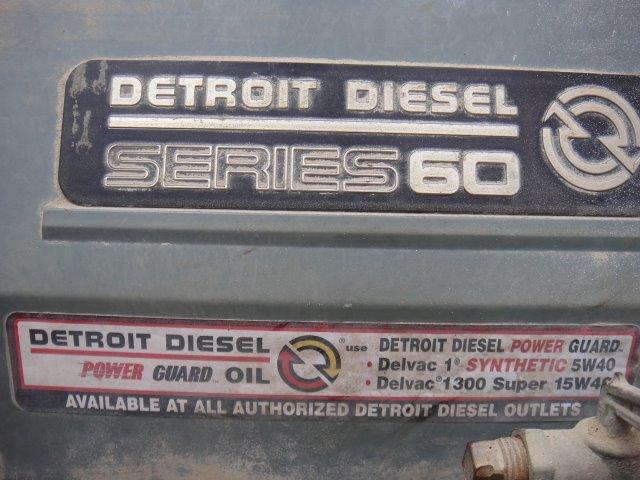 DETROIT DIESEL
SERIES 60
DETROIT DIESEL
POWER GUARD™ OIL
® use DETROIT DIESEL POWER GUARD®
• Delvac 1® SYNTHETIC 5W40
• Delvac®1300 Super 15W40
AVAILABLE AT ALL AUTHORIZED DETROIT DIESEL OUTLETS